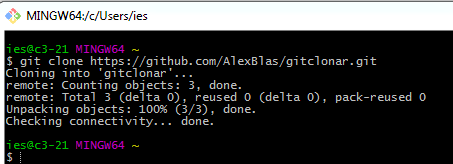 MINGW64:/c/Users/ies
ies@c3-21 MINGW64 ~
$ git clone https://github.com/AlexBlas/gitclonar.git
Cloning into 'gitclonar'...
remote: Counting objects: 3, done.
remote: Total 3 (delta 0), reused 0 (delta 0), pack-reused 0
Unpacking objects: 100% (3/3), done.
Checking connectivity... done.
ies@c3-21 MINGW64 ~
$